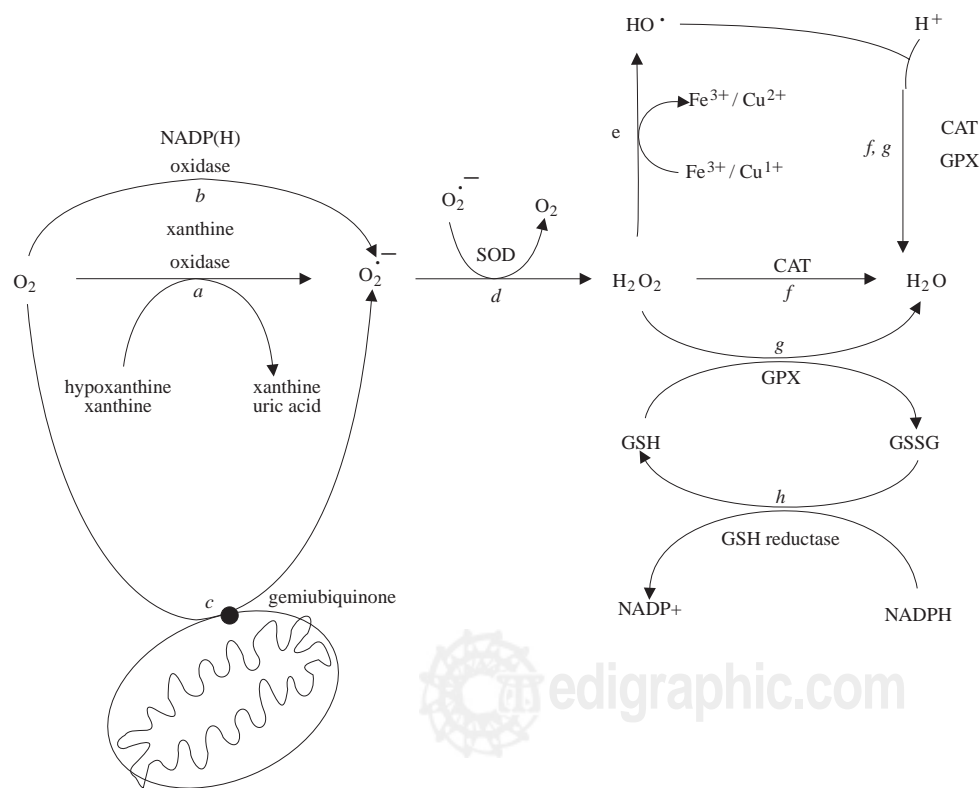 HO˙
H⁺
Fe³⁺ / Cu²⁺
e
f, g
CAT
GPX
Fe³⁺ / Cu¹⁺
NADP(H)
oxidase
b
xanthine
oxidase
a
O₂
O₂˙⁻
hypoxanthine
xanthine
xanthine
uric acid
O₂˙⁻
O₂
SOD
d
H₂O₂
CAT
f
H₂O
g
GPX
GSH
GSSG
h
GSH reductase
NADP+
NADPH
c
gemiubiquinone
medigraphic.com